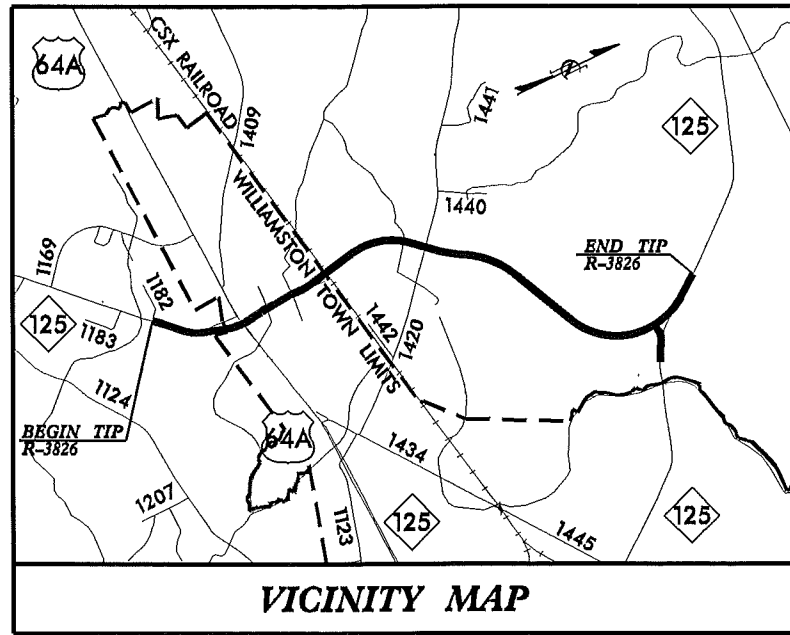 64A
CSX RAILROAD
1409
N
1441
125
WILLIAMSTON TOWN LIMITS
1440
1169
END TIP
R-3826
1182
125
1183
1442
1420
1124
BEGIN TIP
R-3826
64A
1434
1207
125
125
1123
1445
VICINITY MAP